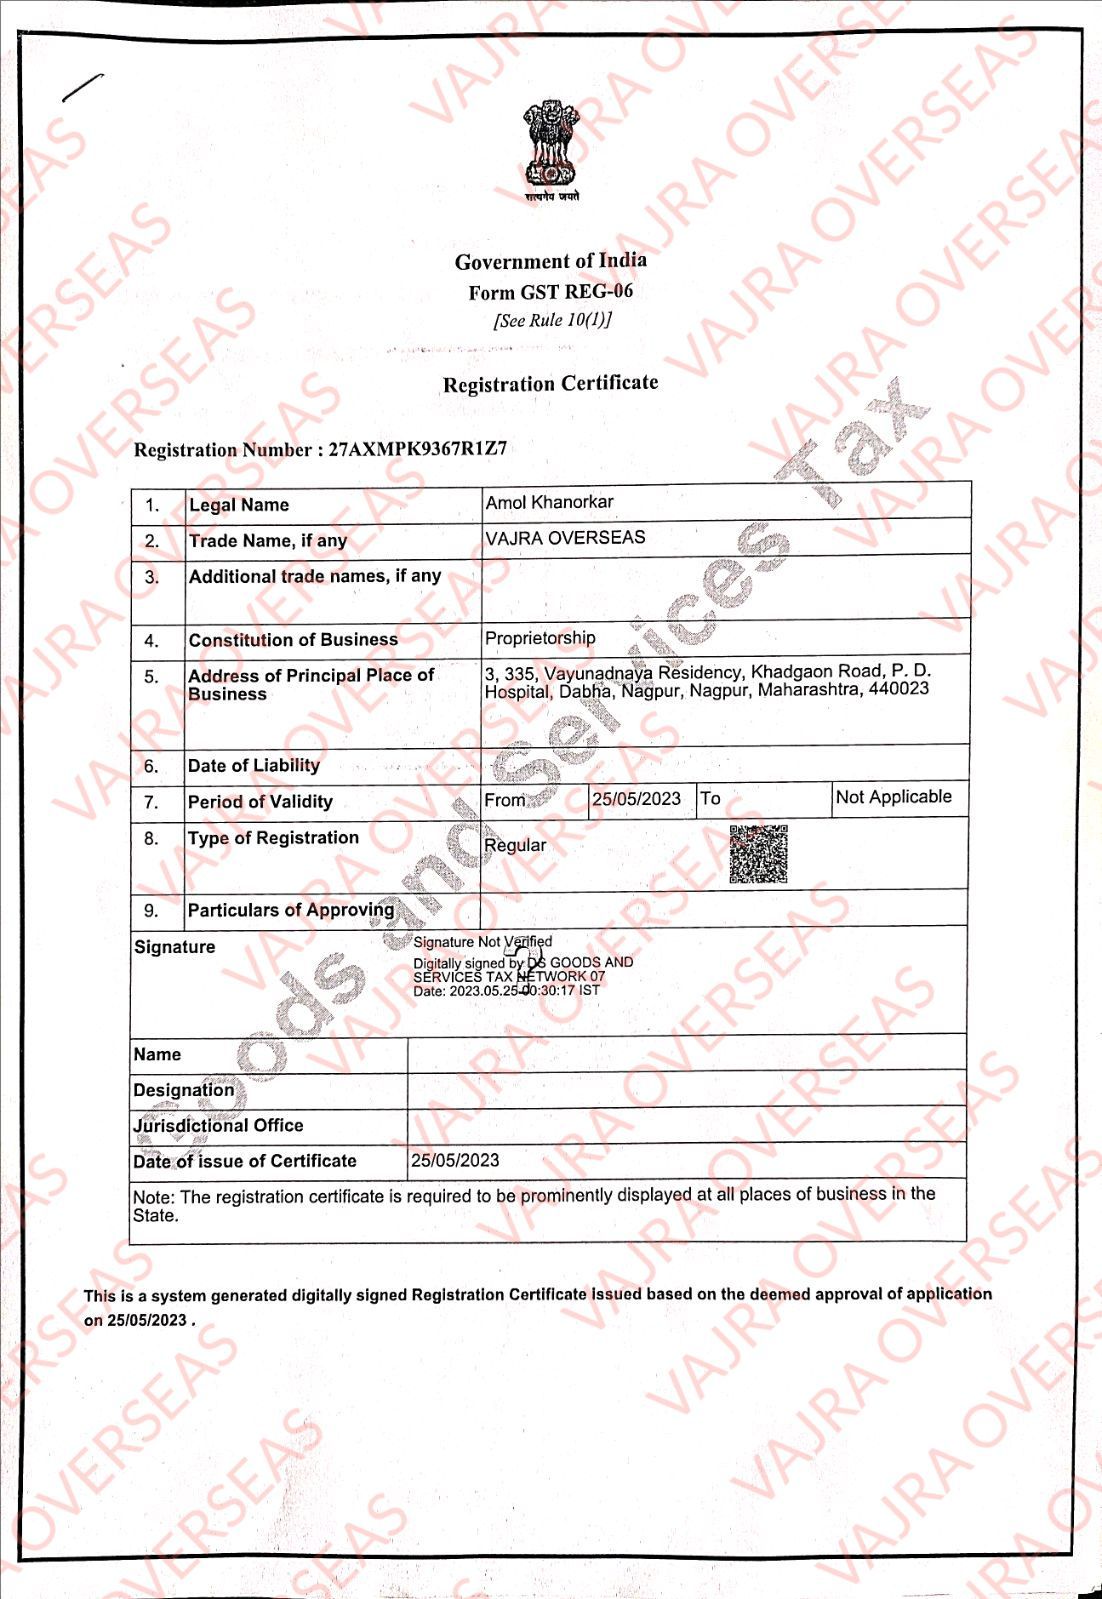 सत्यमेव जयते
Government of India
Form GST REG-06
[See Rule 10(1)]
Registration Certificate
Registration Number : 27AXMPK9367R1Z7
1. Legal Name Amol Khanorkar
2. Trade Name, if any VAJRA OVERSEAS
3. Additional trade names, if any
4. Constitution of Business Proprietorship
5. Address of Principal Place of Business 3, 335, Vayunadnaya Residency, Khadgaon Road, P. D.
Hospital, Dabha, Nagpur, Nagpur, Maharashtra, 440023
6. Date of Liability
7. Period of Validity From 25/05/2023 To Not Applicable
8. Type of Registration Regular
9. Particulars of Approving
Signature
Signature Not Verified
Digitally signed by DS GOODS AND
SERVICES TAX NETWORK 07
Date: 2023.05.25 00:30:17 IST
Name
Designation
Jurisdictional Office
Date of issue of Certificate 25/05/2023
Note: The registration certificate is required to be prominently displayed at all places of business in the
State.
This is a system generated digitally signed Registration Certificate issued based on the deemed approval of application
on 25/05/2023 .
Goods and Services Tax
VAJRA OVERSEAS